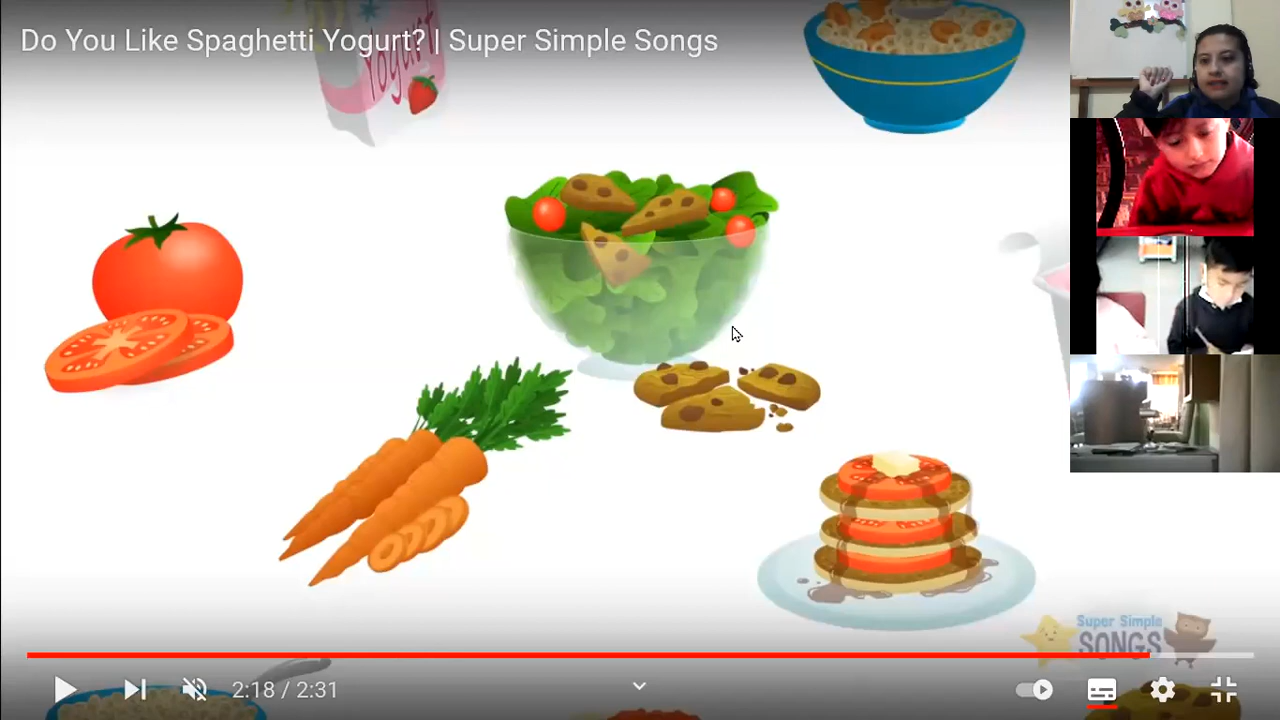 Do You Like Spaghetti Yogurt? | Super Simple Songs
Yogurt
Super Simple
SONGS
2:18 / 2:31